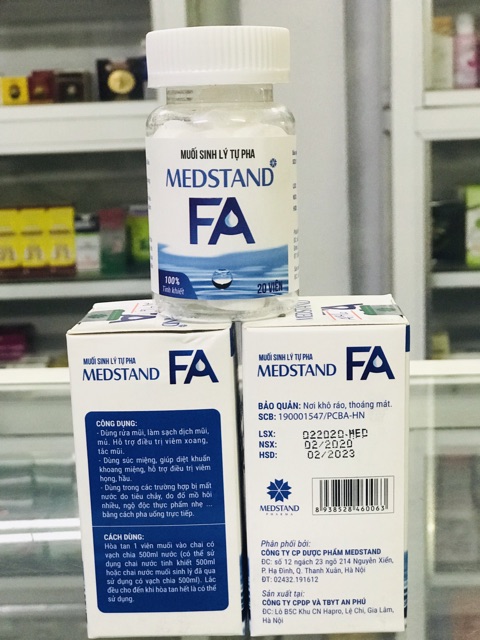 MUỐI SINH LÝ TỰ PHA
MEDSTAND
FA
100%
Tinh khiết
20 VIÊN
MUỐI SINH LÝ TỰ PHA
MEDSTAND FA
CÔNG DỤNG:
- Dùng rửa mũi, làm sạch dịch mũi,
mủ. Hỗ trợ điều trị viêm xoang,
tắc mũi.
- Dùng súc miệng, giúp diệt khuẩn
khoang miệng, hỗ trợ điều trị viêm
họng, hầu.
- Dùng trong các trường hợp bị mất
nước do tiêu chảy, do đổ mồ hôi
nhiều, ngộ độc thực phẩm nhẹ ...
bằng cách pha uống trực tiếp.
CÁCH DÙNG:
Hòa tan 1 viên muối vào chai có
vạch chia 500ml nước (có thể sử
dụng chai nước tinh khiết 500ml
hoặc chai nước muối sinh lý đã qua
sử dụng có vạch chia 500ml). Lắc
đều cho đến khi hòa tan hết là có thể
sử dụng.
MUỐI SINH LÝ TỰ PHA
MEDSTAND FA
BẢO QUẢN: Nơi khô ráo, thoáng mát.
SCB: 190001547/PCBA-HN
LSX: 022020-MED
NSX: 02/2020
HSD: 02/2023
MEDSTAND
PHARMA
8 938528 460063
Phân phối bởi:
CÔNG TY CP DƯỢC PHẨM MEDSTAND
ĐC: số 12 ngách 23 ngõ 214 Nguyễn Xiển,
P. Hạ Đình, Q. Thanh Xuân, Hà Nội
ĐT: 02432.191612
Sản xuất tại:
CÔNG TY CPDP VÀ TBYT AN PHÚ
ĐC: Lô B5C Khu CN Hapro, Lệ Chi, Gia Lâm,
Hà Nội